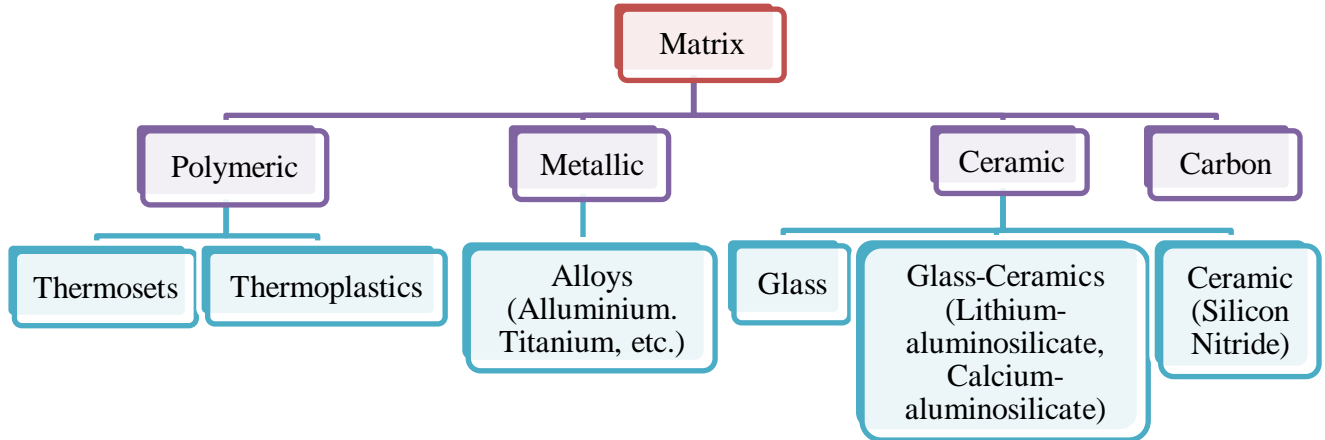 Matrix
Polymeric
Metallic
Ceramic
Carbon
Thermosets
Thermoplastics
Alloys
(Alluminium.
Titanium, etc.)
Glass
Glass-Ceramics
(Lithium-
aluminosilicate,
Calcium-
aluminosilicate)
Ceramic
(Silicon
Nitride)